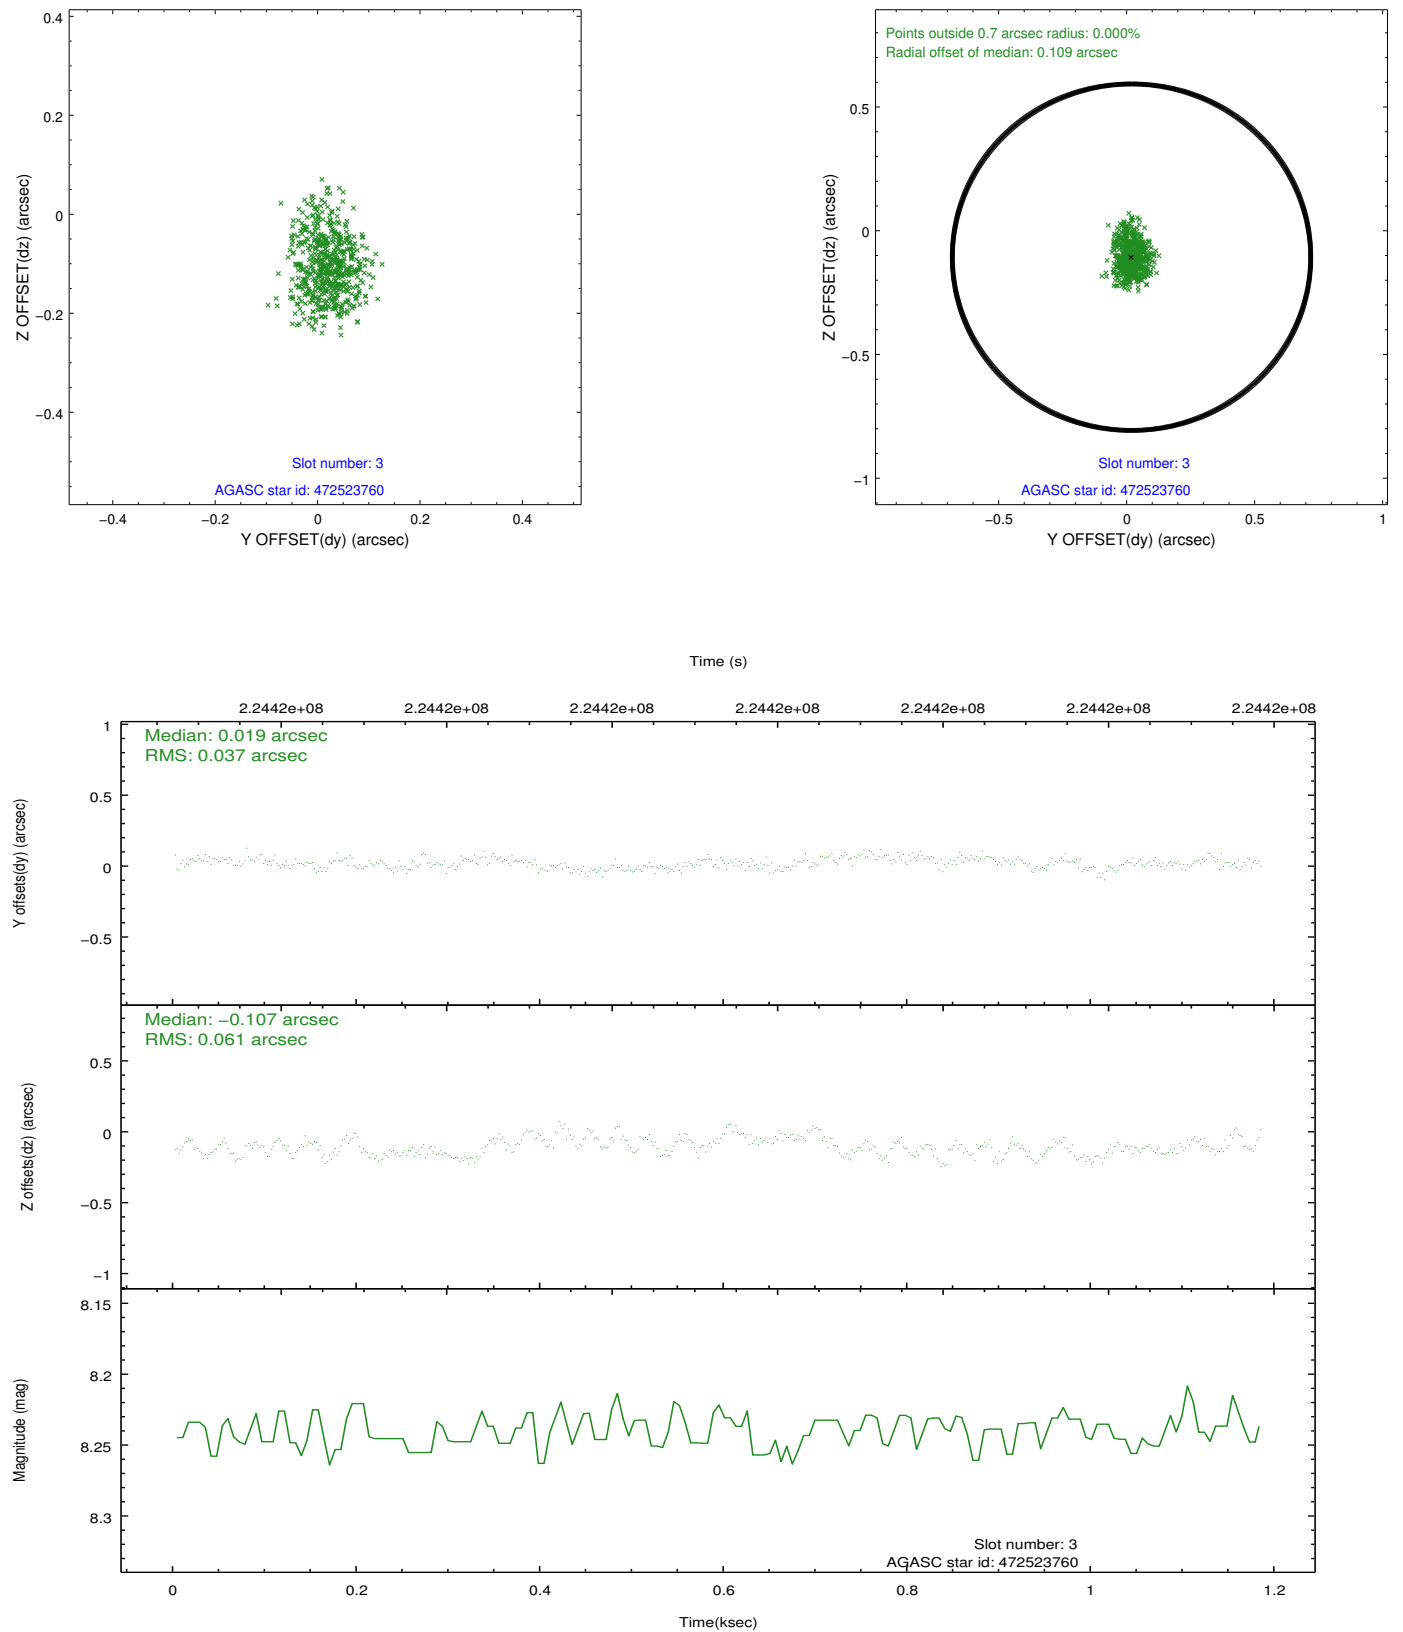 0.4
0.2
0
−0.2
−0.4
Z OFFSET(dz) (arcsec)
Slot number: 3
AGASC star id: 472523760
−0.4 −0.2 0 0.2 0.4
Y OFFSET(dy) (arcsec)
Points outside 0.7 arcsec radius: 0.000%
Radial offset of median: 0.109 arcsec
0.5
0
−0.5
−1
Z OFFSET(dz) (arcsec)
Slot number: 3
AGASC star id: 472523760
−0.5 0 0.5 1
Y OFFSET(dy) (arcsec)
Time (s)
2.2442e+08 2.2442e+08 2.2442e+08 2.2442e+08 2.2442e+08 2.2442e+08 2.2442e+08
Median: 0.019 arcsec
RMS: 0.037 arcsec
1
0.5
0
−0.5
Y offsets(dy) (arcsec)
Median: −0.107 arcsec
RMS: 0.061 arcsec
0.5
0
−0.5
−1
Z offsets(dz) (arcsec)
8.15
8.2
8.25
8.3
Magnitude (mag)
Slot number: 3
AGASC star id: 472523760
0 0.2 0.4 0.6 0.8 1 1.2
Time(ksec)